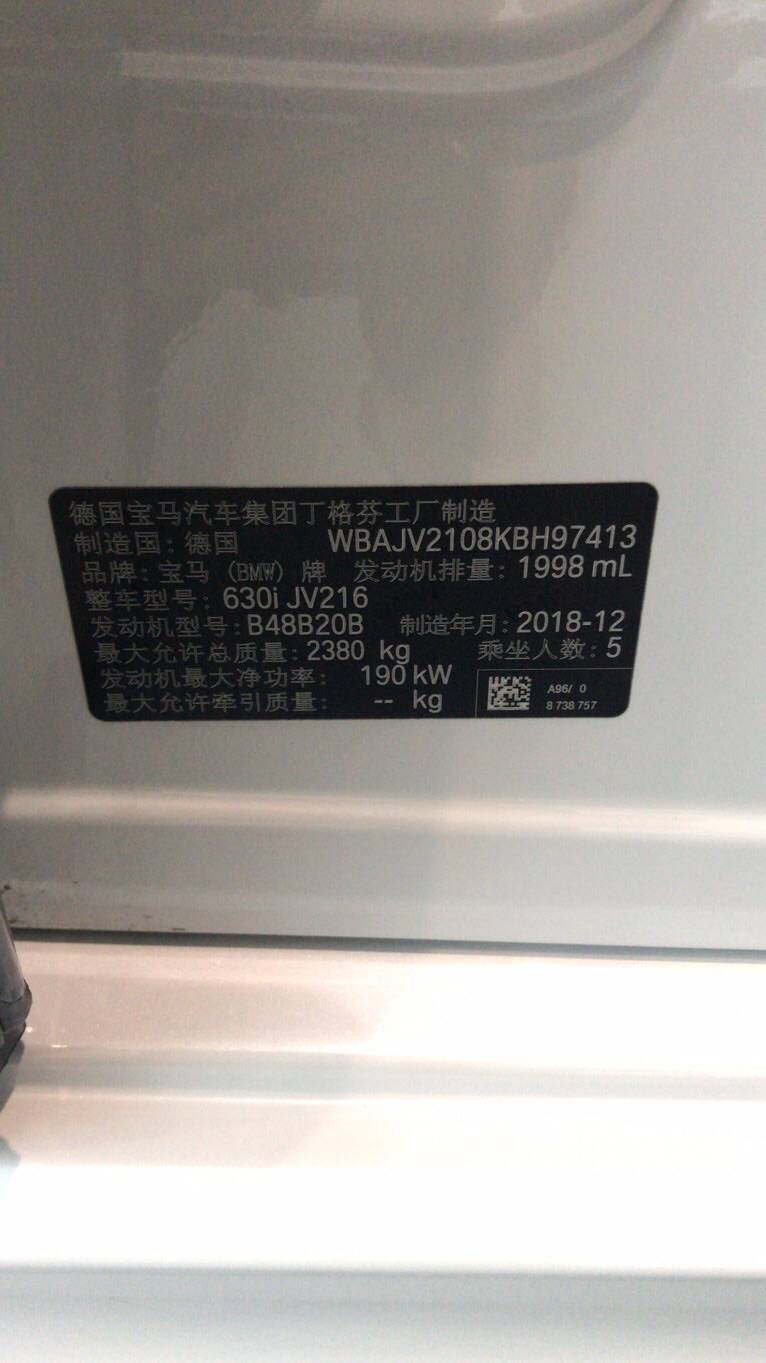 德国宝马汽车集团丁格芬工厂制造
制造国：德国 WBAJV2108KBH97413
品牌：宝马（BMW）牌 发动机排量：1998 mL
整车型号：630i JV216
发动机型号：B48B20B 制造年月：2018-12
最大允许总质量：2380 kg 乘坐人数：5
发动机最大净功率： 190 kW
最大允许牵引质量： -- kg
A96/ 0
8 738 757